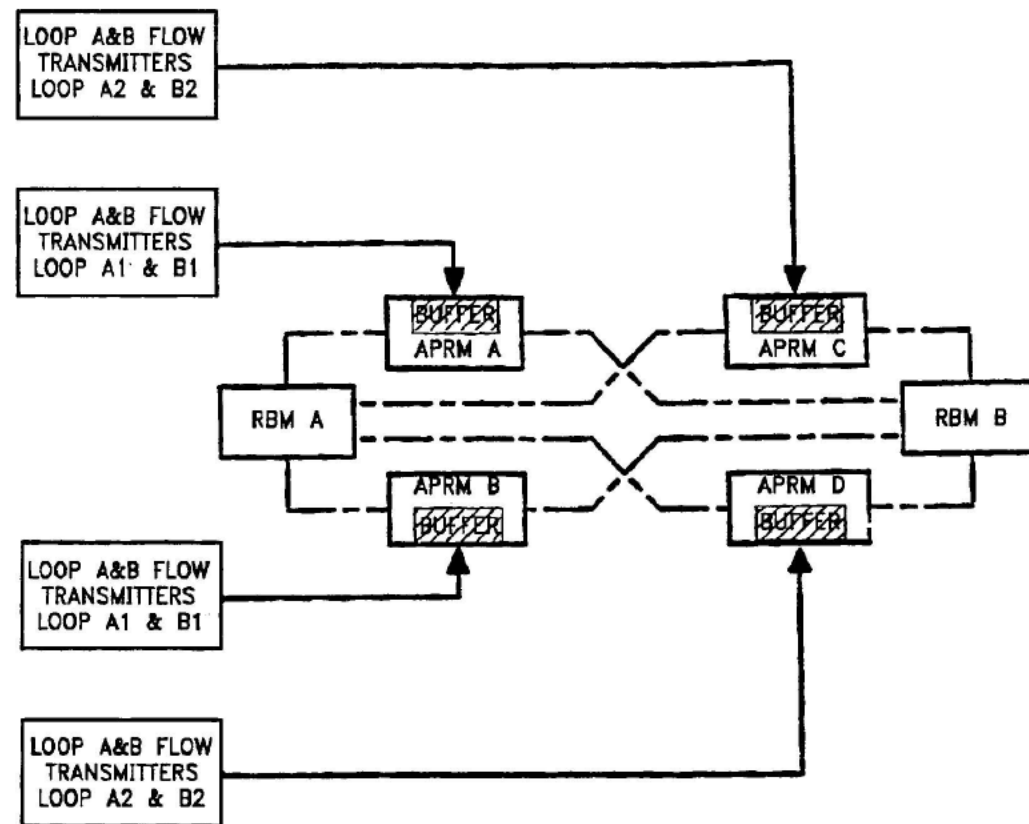 LOOP A&B FLOW
TRANSMITTERS
LOOP A2 & B2
LOOP A&B FLOW
TRANSMITTERS
LOOP A1 & B1
BUFFER
APRM A
BUFFER
APRM C
RBM A
RBM B
APRM B
BUFFER
APRM D
BUFFER
LOOP A&B FLOW
TRANSMITTERS
LOOP A1 & B1
LOOP A&B FLOW
TRANSMITTERS
LOOP A2 & B2